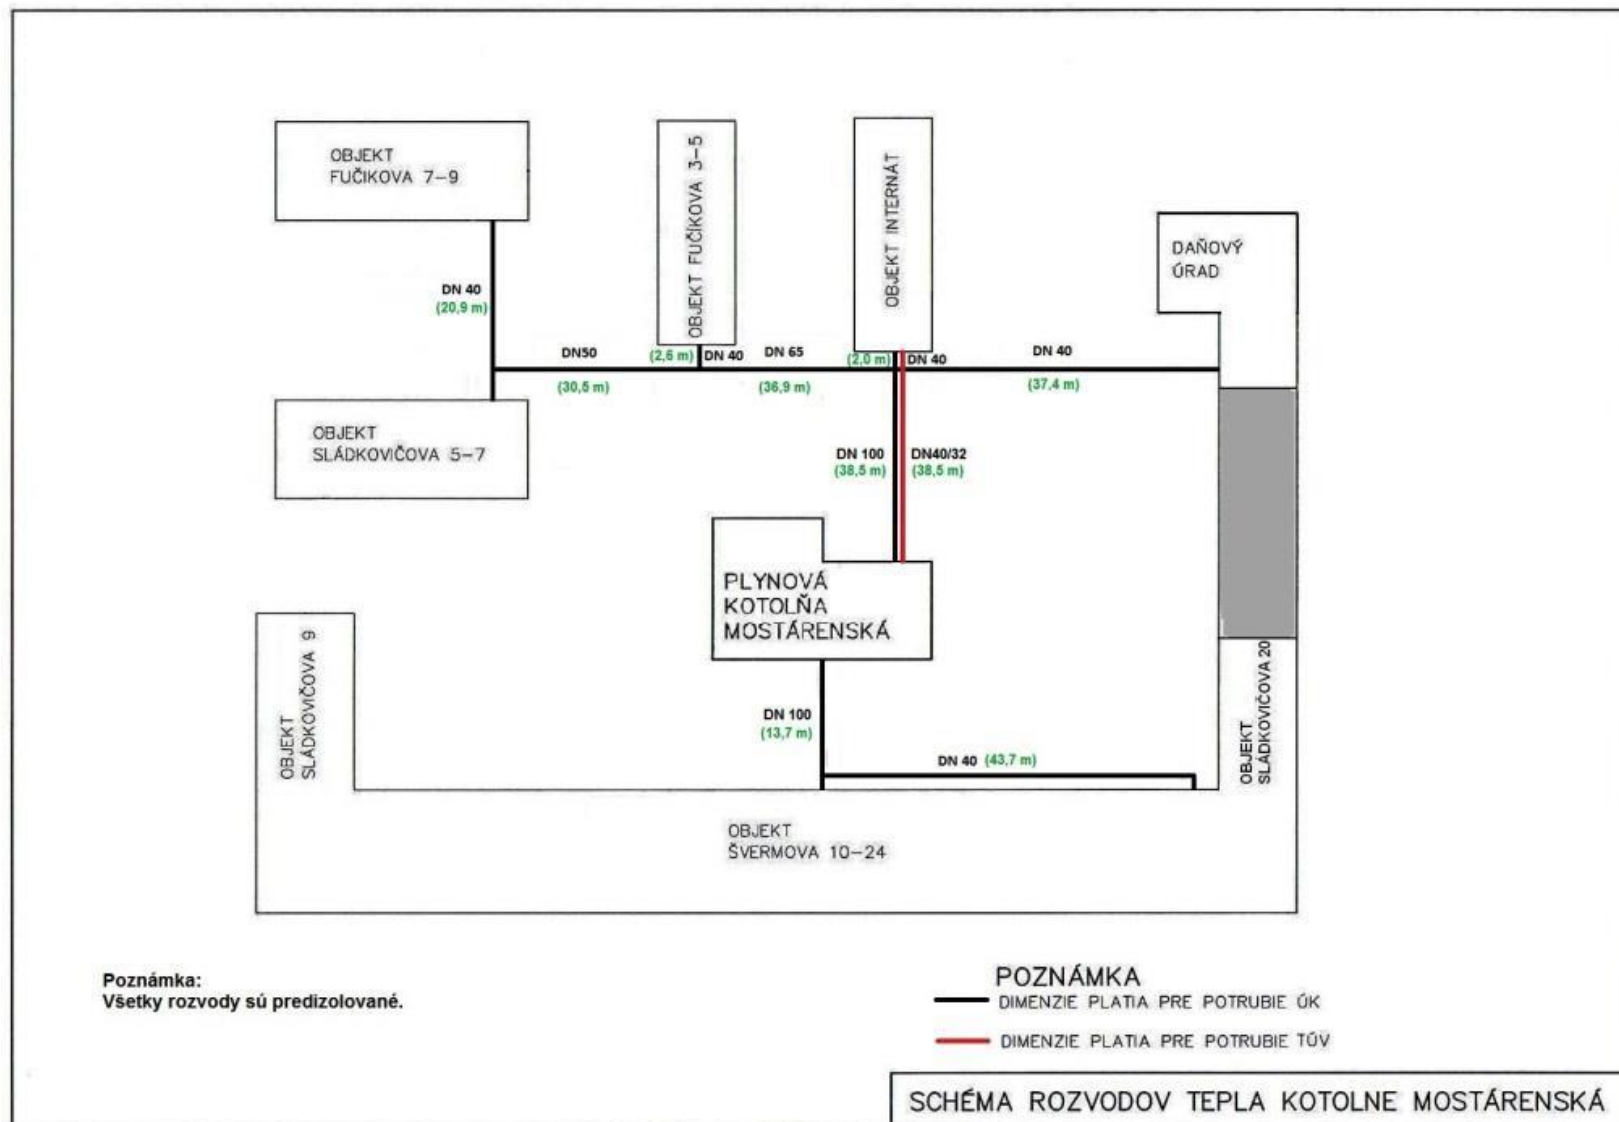 OBJEKT
FUČIKOVA 7-9
OBJEKT FUČIKOVA 3-5
OBJEKT INTERNÁT
DAŇOVÝ
ÚRAD
DN 40
(20,9 m)
DN50
(30,5 m)
(2,6 m)
DN 40
DN 65
(36,9 m)
(2,0 m)
DN 40
DN 40
(37,4 m)
OBJEKT
SLÁDKOVIČOVA 5-7
DN 100
(38,5 m)
DN40/32
(38,5 m)
PLYNOVÁ
KOTOLŇA
MOSTÁRENSKÁ
OBJEKT
SLÁDKOVIČOVA 9
DN 100
(13,7 m)
DN 40 (43,7 m)
OBJEKT
SLÁDKOVIČOVA 20
OBJEKT
ŠVERMOVA 10-24
Poznámka:
Všetky rozvody sú predizolované.
POZNÁMKA
DIMENZIE PLATIA PRE POTRUBIE ÚK
DIMENZIE PLATIA PRE POTRUBIE TÚV
SCHÉMA ROZVODOV TEPLA KOTOLNE MOSTÁRENSKÁ